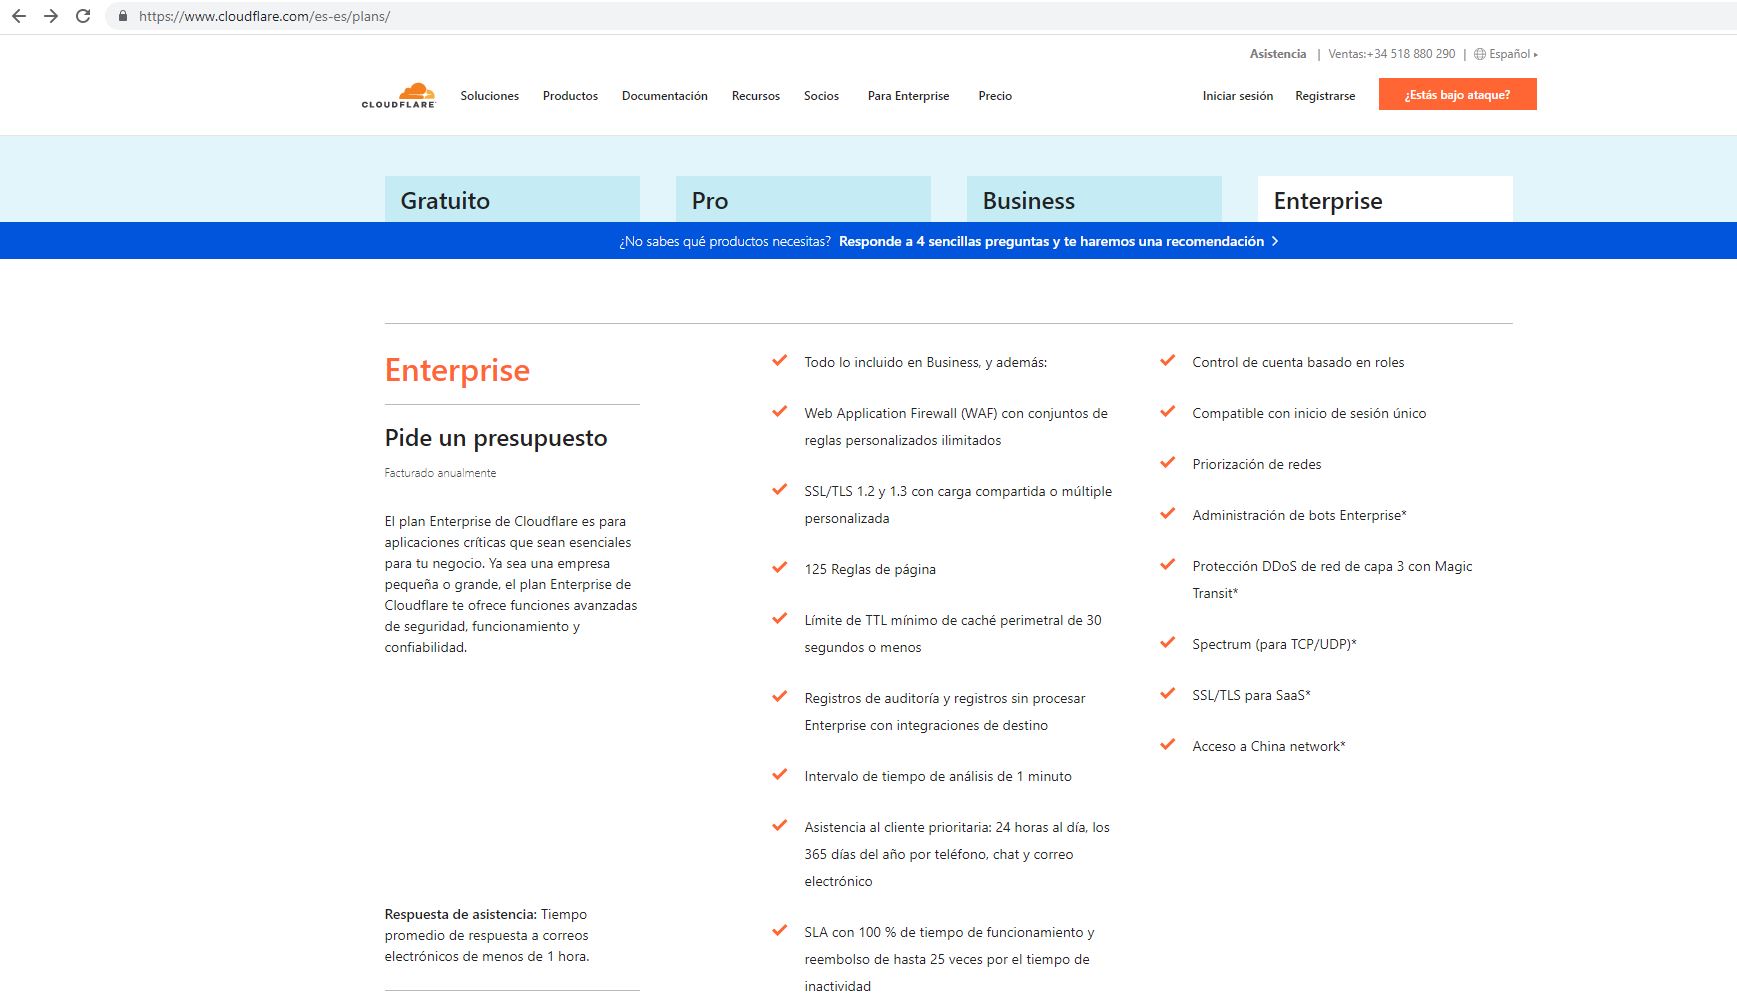 https://www.cloudflare.com/es-es/plans/
Asistencia | Ventas:+34 518 880 290 | Español
CLOUDFLARE
Soluciones Productos Documentación Recursos Socios Para Enterprise Precio Iniciar sesión Registrarse ¿Estás bajo ataque?
Gratuito Pro Business Enterprise
¿No sabes qué productos necesitas? Responde a 4 sencillas preguntas y te haremos una recomendación
Enterprise
Pide un presupuesto
Facturado anualmente
El plan Enterprise de Cloudflare es para
aplicaciones críticas que sean esenciales
para tu negocio. Ya sea una empresa
pequeña o grande, el plan Enterprise de
Cloudflare te ofrece funciones avanzadas
de seguridad, funcionamiento y
confiabilidad.
Respuesta de asistencia: Tiempo
promedio de respuesta a correos
electrónicos de menos de 1 hora.
Todo lo incluido en Business, y además:
Web Application Firewall (WAF) con conjuntos de
reglas personalizados ilimitados
SSL/TLS 1.2 y 1.3 con carga compartida o múltiple
personalizada
125 Reglas de página
Límite de TTL mínimo de caché perimetral de 30
segundos o menos
Registros de auditoría y registros sin procesar
Enterprise con integraciones de destino
Intervalo de tiempo de análisis de 1 minuto
Asistencia al cliente prioritaria: 24 horas al día, los
365 días del año por teléfono, chat y correo
electrónico
SLA con 100 % de tiempo de funcionamiento y
reembolso de hasta 25 veces por el tiempo de
inactividad
Control de cuenta basado en roles
Compatible con inicio de sesión único
Priorización de redes
Administración de bots Enterprise*
Protección DDoS de red de capa 3 con Magic
Transit*
Spectrum (para TCP/UDP)*
SSL/TLS para SaaS*
Acceso a China network*